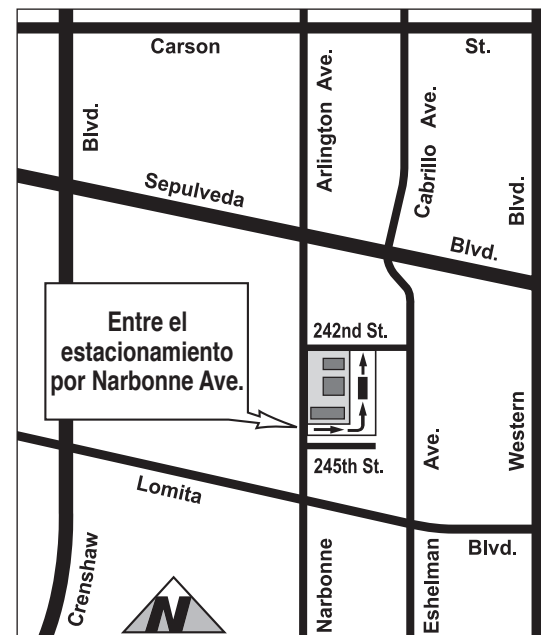 Carson St.
Blvd.
Arlington Ave.
Cabrillo Ave.
Blvd.
Sepulveda Blvd.
Entre el
estacionamiento
por Narbonne Ave.
242nd St.
245th St.
Ave.
Western
Lomita Blvd.
Crenshaw
N
Narbonne
Eshelman